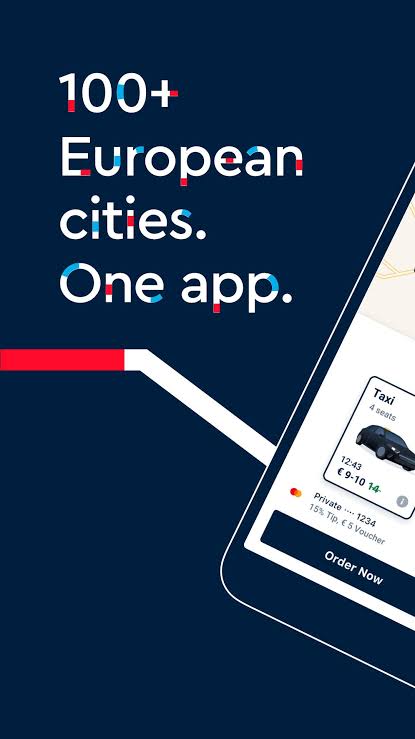 100+
European
cities.
One app.
Taxi
4 seats
12:43
€ 9-10 14
Private ···· 1234
15% Tip, € 5 Voucher
Order Now